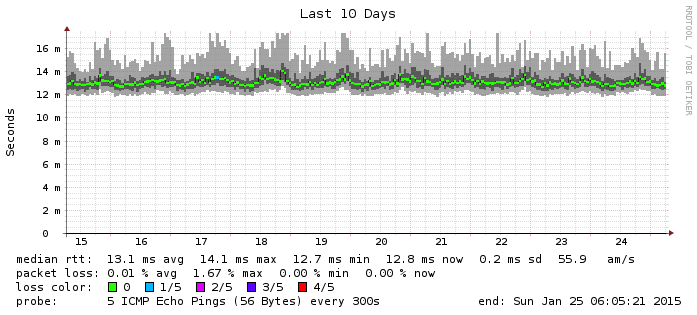 Last 10 Days
RRDTOOL / TOBI OETIKER
Seconds
16 m
14 m
12 m
10 m
8 m
6 m
4 m
2 m
0
15 16 17 18 19 20 21 22 23 24
median rtt: 13.1 ms avg 14.1 ms max 12.7 ms min 12.8 ms now 0.2 ms sd 55.9 am/s
packet loss: 0.01 % avg 1.67 % max 0.00 % min 0.00 % now
loss color: 0 1/5 2/5 3/5 4/5
probe: 5 ICMP Echo Pings (56 Bytes) every 300s end: Sun Jan 25 06:05:21 2015